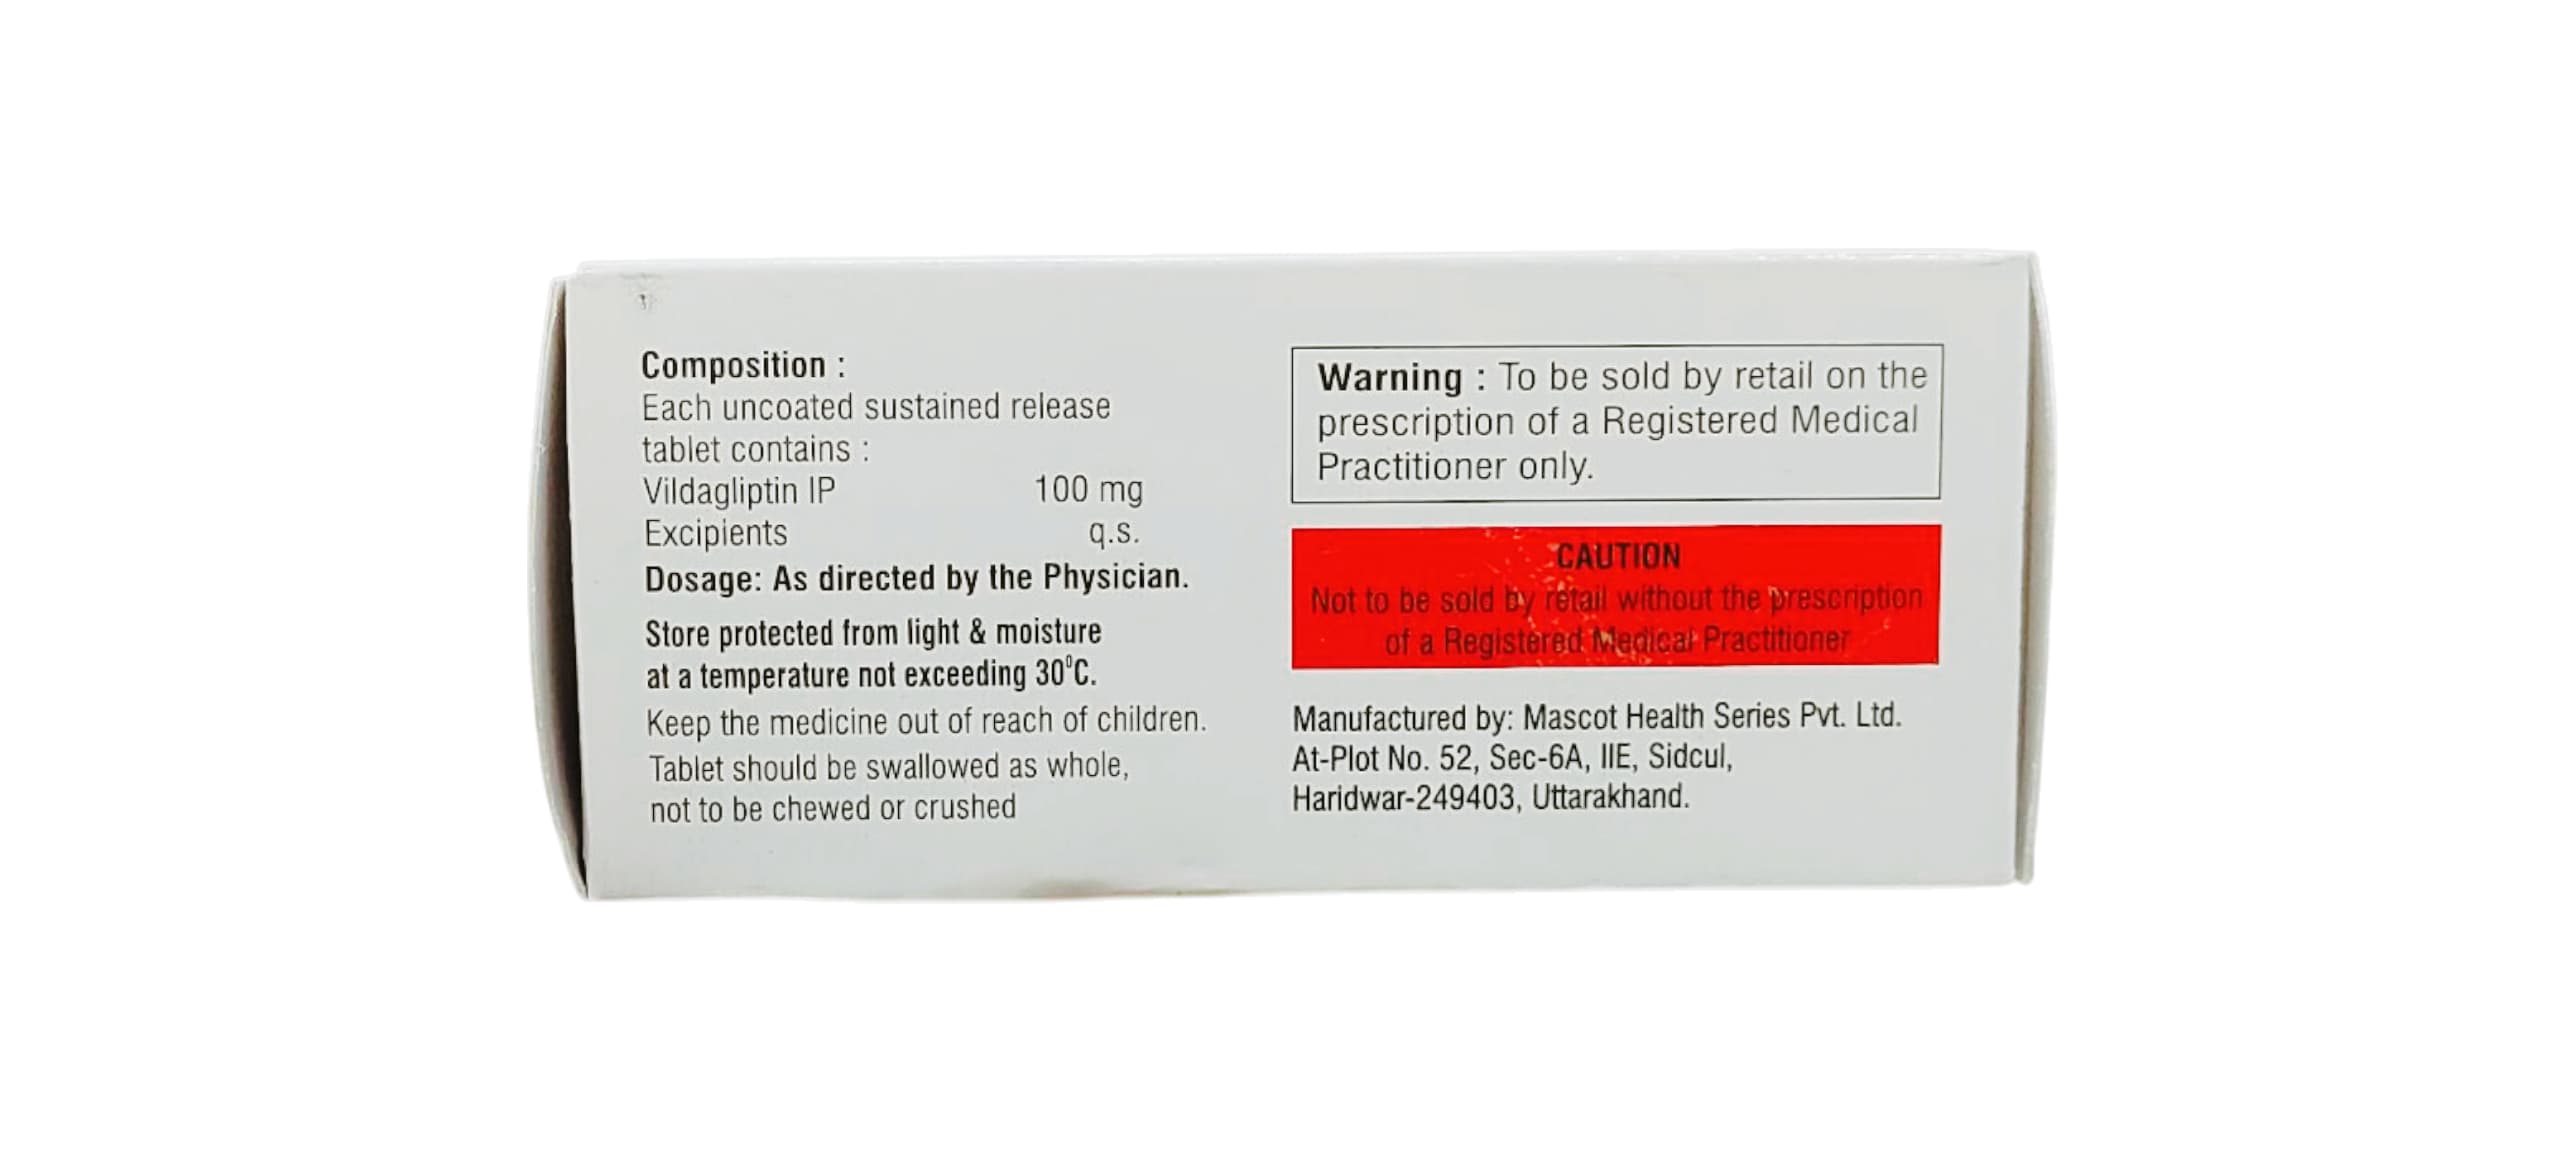 Composition :
Each uncoated sustained release
tablet contains :
Vildagliptin IP 100 mg
Excipients q.s.
Dosage: As directed by the Physician.
Store protected from light & moisture
at a temperature not exceeding 30⁰C.
Keep the medicine out of reach of children.
Tablet should be swallowed as whole,
not to be chewed or crushed
Warning : To be sold by retail on the
prescription of a Registered Medical
Practitioner only.
CAUTION
Not to be sold by retail without the prescription
of a Registered Medical Practitioner
Manufactured by: Mascot Health Series Pvt. Ltd.
At-Plot No. 52, Sec-6A, IIE, Sidcul,
Haridwar-249403, Uttarakhand.